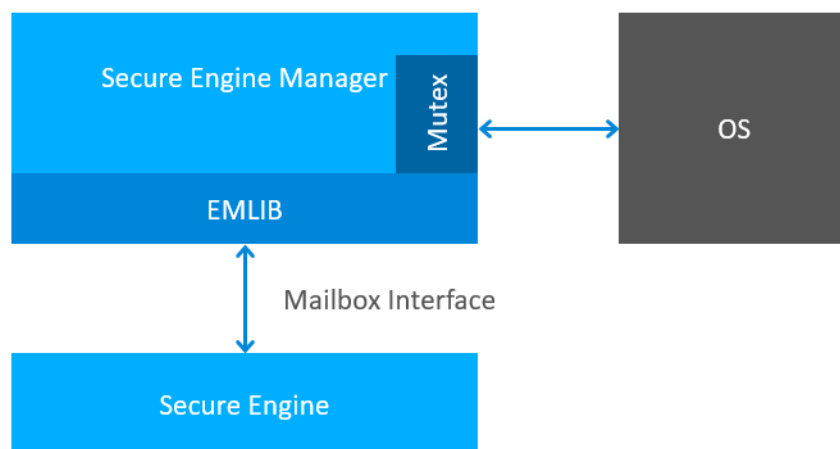 Secure Engine Manager
Mutex
OS
EMLIB
Mailbox Interface
Secure Engine